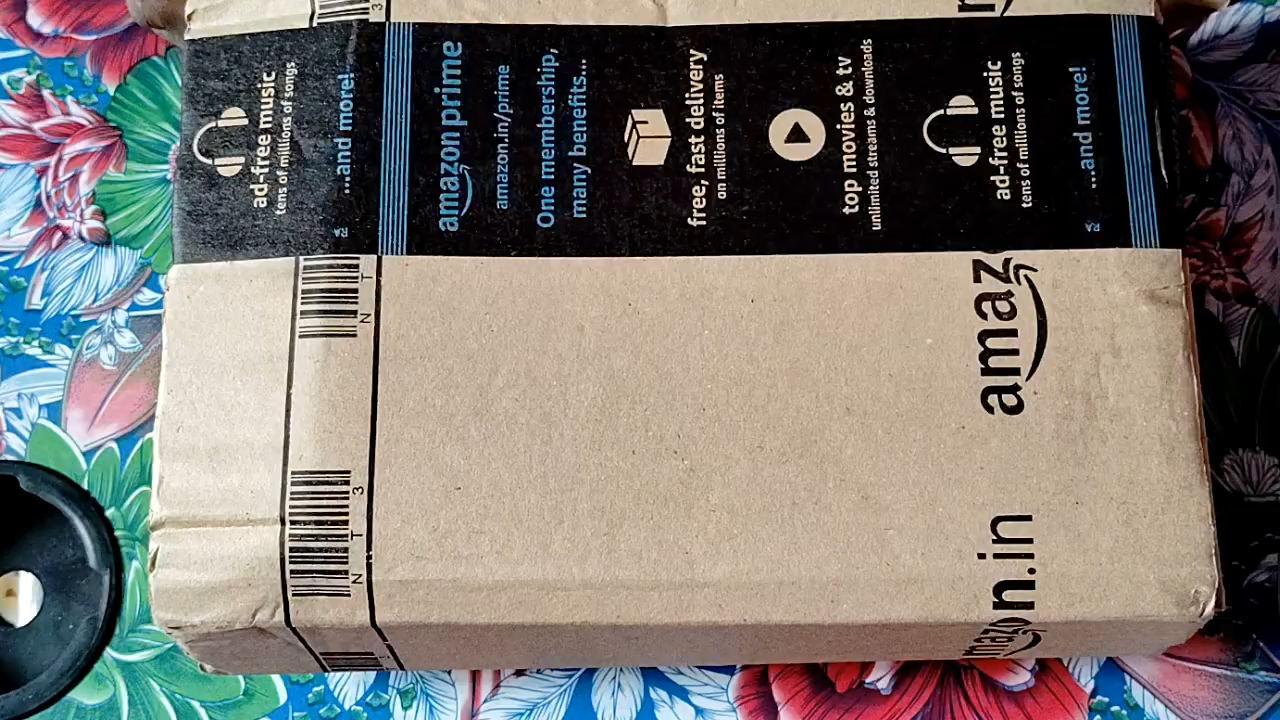 ad-free music
tens of millions of songs
...and more!
amazon prime
amazon.in/prime
One membership,
many benefits...
free, fast delivery
on millions of items
top movies & tv
unlimited streams & downloads
ad-free music
tens of millions of songs
...and more!
N T
N T 3
3
amaz
n.in